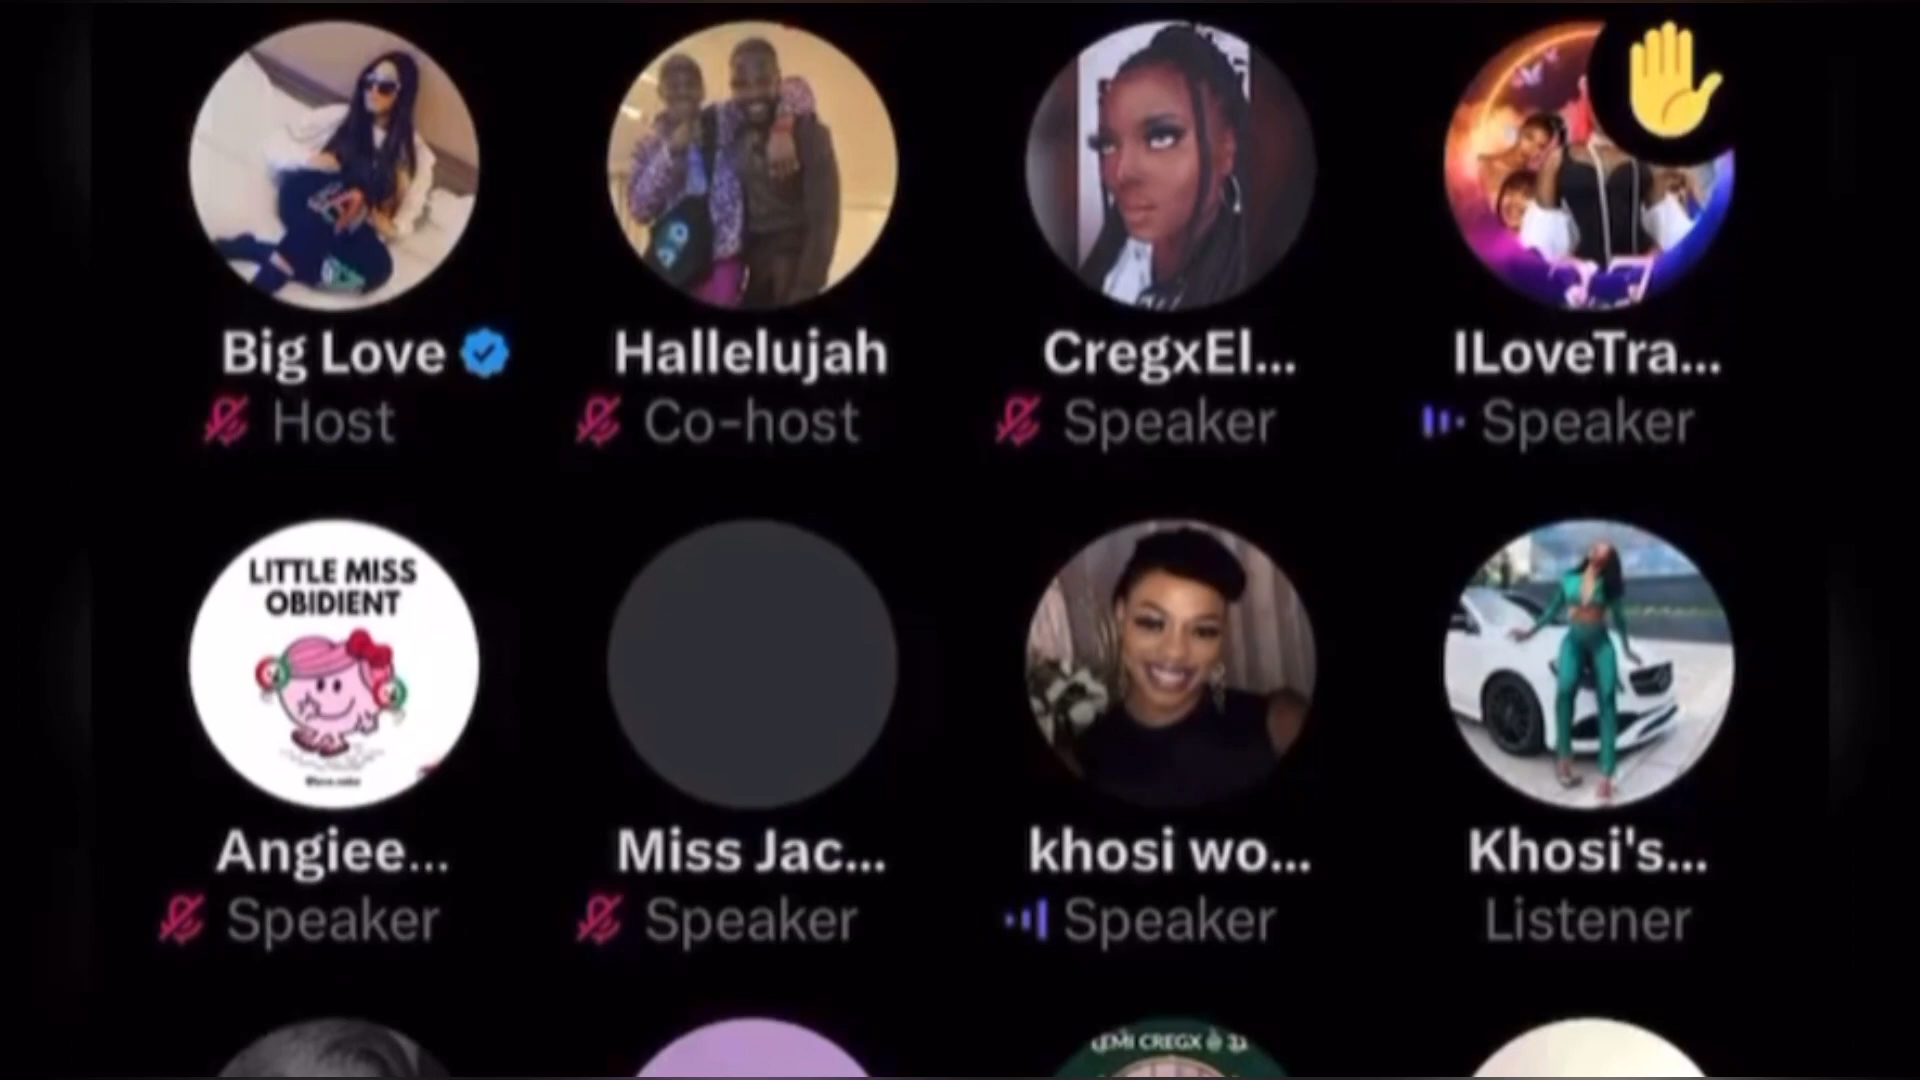 Big Love
Hallelujah
CregxEl...
ILoveTra...
Host
Co-host
Speaker
Speaker
LITTLE MISS
OBIDIENT
Angiee...
Miss Jac...
khosi wo...
Khosi's...
Speaker
Speaker
Speaker
Listener
CREGX